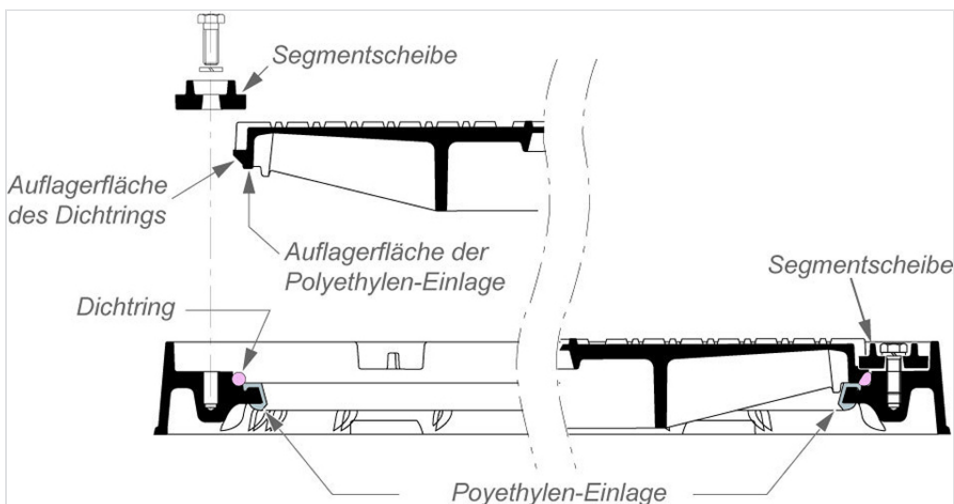 Segmentscheibe
Auflagerfläche
des Dichtrings
Auflagerfläche der
Polyethylen-Einlage
Segmentscheibe
Dichtring
Poyethylen-Einlage